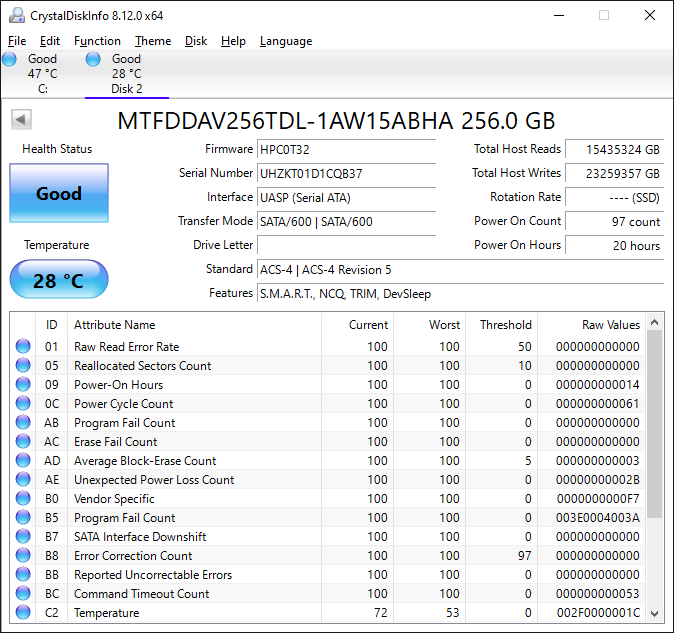 CrystalDiskInfo 8.12.0 x64
File Edit Function Theme Disk Help Language
Good Good
47 °C 28 °C
C: Disk 2
MTFDDAV256TDL-1AW15ABHA 256.0 GB
Health Status
Good
Temperature
28 °C
Firmware HPC0T32
Serial Number UHZKT01D1CQB37
Interface UASP (Serial ATA)
Transfer Mode SATA/600 | SATA/600
Drive Letter
Standard ACS-4 | ACS-4 Revision 5
Features S.M.A.R.T., NCQ, TRIM, DevSleep
Total Host Reads 15435324 GB
Total Host Writes 23259357 GB
Rotation Rate ---- (SSD)
Power On Count 97 count
Power On Hours 20 hours
ID Attribute Name Current Worst Threshold Raw Values
01 Raw Read Error Rate 100 100 50 000000000000
05 Reallocated Sectors Count 100 100 10 000000000000
09 Power-On Hours 100 100 0 000000000014
0C Power Cycle Count 100 100 0 000000000061
AB Program Fail Count 100 100 0 000000000000
AC Erase Fail Count 100 100 0 000000000000
AD Average Block-Erase Count 100 100 5 000000000003
AE Unexpected Power Loss Count 100 100 0 00000000002B
B0 Vendor Specific 100 100 0 0000000000F7
B5 Program Fail Count 100 100 0 003E0004003A
B7 SATA Interface Downshift 100 100 0 000000000000
B8 Error Correction Count 100 100 97 000000000000
BB Reported Uncorrectable Errors 100 100 0 000000000000
BC Command Timeout Count 100 100 0 000000000053
C2 Temperature 72 53 0 002F0000001C